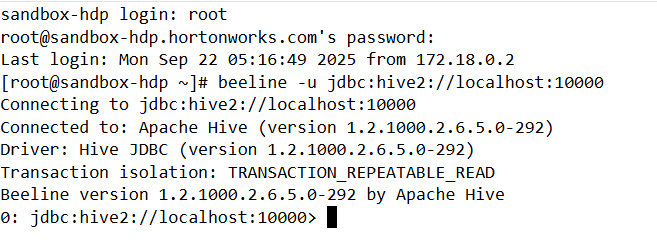 sandbox-hdp login: root
root@sandbox-hdp.hortonworks.com's password:
Last login: Mon Sep 22 05:16:49 2025 from 172.18.0.2
[root@sandbox-hdp ~]# beeline -u jdbc:hive2://localhost:10000
Connecting to jdbc:hive2://localhost:10000
Connected to: Apache Hive (version 1.2.1000.2.6.5.0-292)
Driver: Hive JDBC (version 1.2.1000.2.6.5.0-292)
Transaction isolation: TRANSACTION_REPEATABLE_READ
Beeline version 1.2.1000.2.6.5.0-292 by Apache Hive
0: jdbc:hive2://localhost:10000>